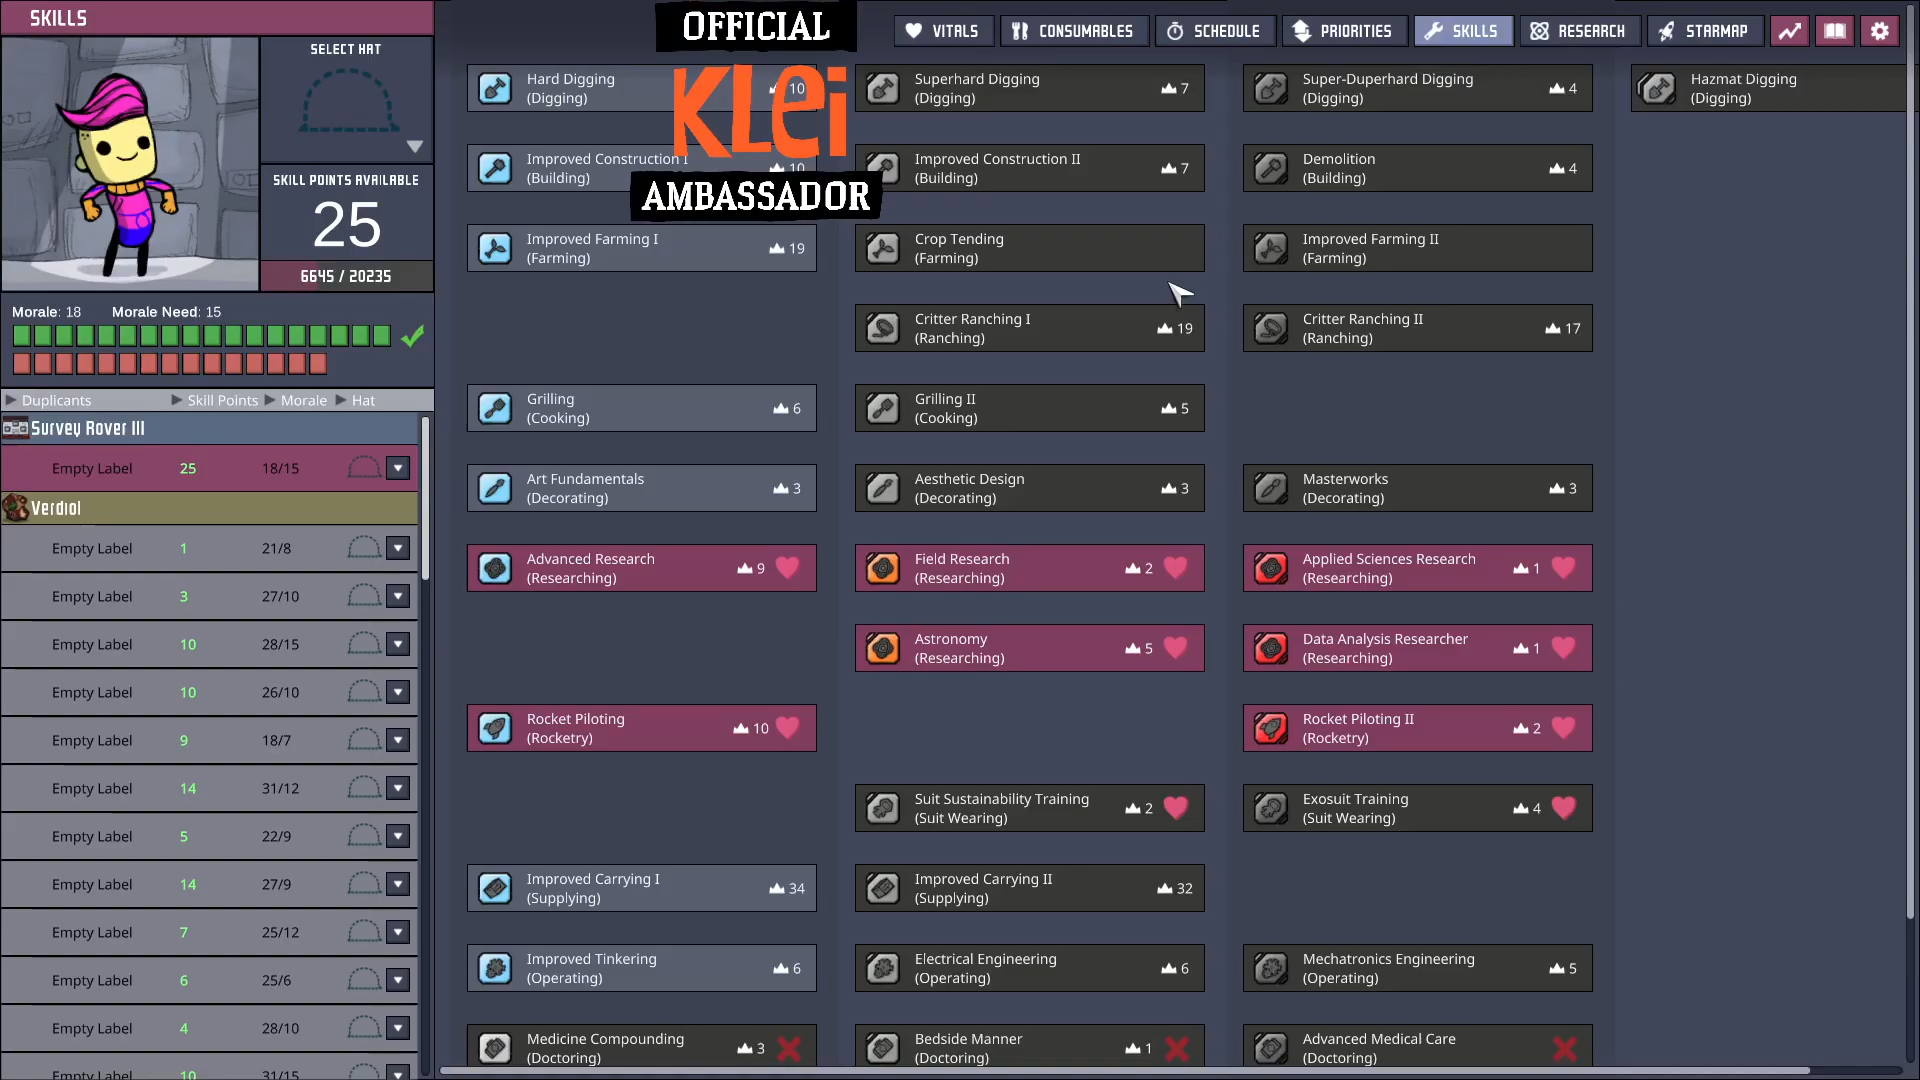 SKILLS
OFFICIAL
KLei
AMBASSADOR
VITALS
CONSUMABLES
SCHEDULE
PRIORITIES
SKILLS
RESEARCH
STARMAP
SELECT HAT
SKILL POINTS AVAILABLE
25
6645 / 20235
Morale: 18 Morale Need: 15
Duplicants Skill Points Morale Hat
Survey Rover III
Empty Label 25 18/15
Verdiol
Empty Label 1 21/8
Empty Label 3 27/10
Empty Label 10 28/15
Empty Label 10 26/10
Empty Label 9 18/7
Empty Label 14 31/12
Empty Label 5 22/9
Empty Label 14 27/9
Empty Label 7 25/12
Empty Label 6 25/6
Empty Label 4 28/10
Empty Label 10 31/15
Hard Digging
(Digging)
10
Superhard Digging
(Digging)
7
Super-Duperhard Digging
(Digging)
4
Hazmat Digging
(Digging)
Improved Construction I
(Building)
10
Improved Construction II
(Building)
7
Demolition
(Building)
4
Improved Farming I
(Farming)
19
Crop Tending
(Farming)
Improved Farming II
(Farming)
Critter Ranching I
(Ranching)
19
Critter Ranching II
(Ranching)
17
Grilling
(Cooking)
6
Grilling II
(Cooking)
5
Art Fundamentals
(Decorating)
3
Aesthetic Design
(Decorating)
3
Masterworks
(Decorating)
3
Advanced Research
(Researching)
9
Field Research
(Researching)
2
Applied Sciences Research
(Researching)
1
Astronomy
(Researching)
5
Data Analysis Researcher
(Researching)
1
Rocket Piloting
(Rocketry)
10
Rocket Piloting II
(Rocketry)
2
Suit Sustainability Training
(Suit Wearing)
2
Exosuit Training
(Suit Wearing)
4
Improved Carrying I
(Supplying)
34
Improved Carrying II
(Supplying)
32
Improved Tinkering
(Operating)
6
Electrical Engineering
(Operating)
6
Mechatronics Engineering
(Operating)
5
Medicine Compounding
(Doctoring)
3
Bedside Manner
(Doctoring)
1
Advanced Medical Care
(Doctoring)